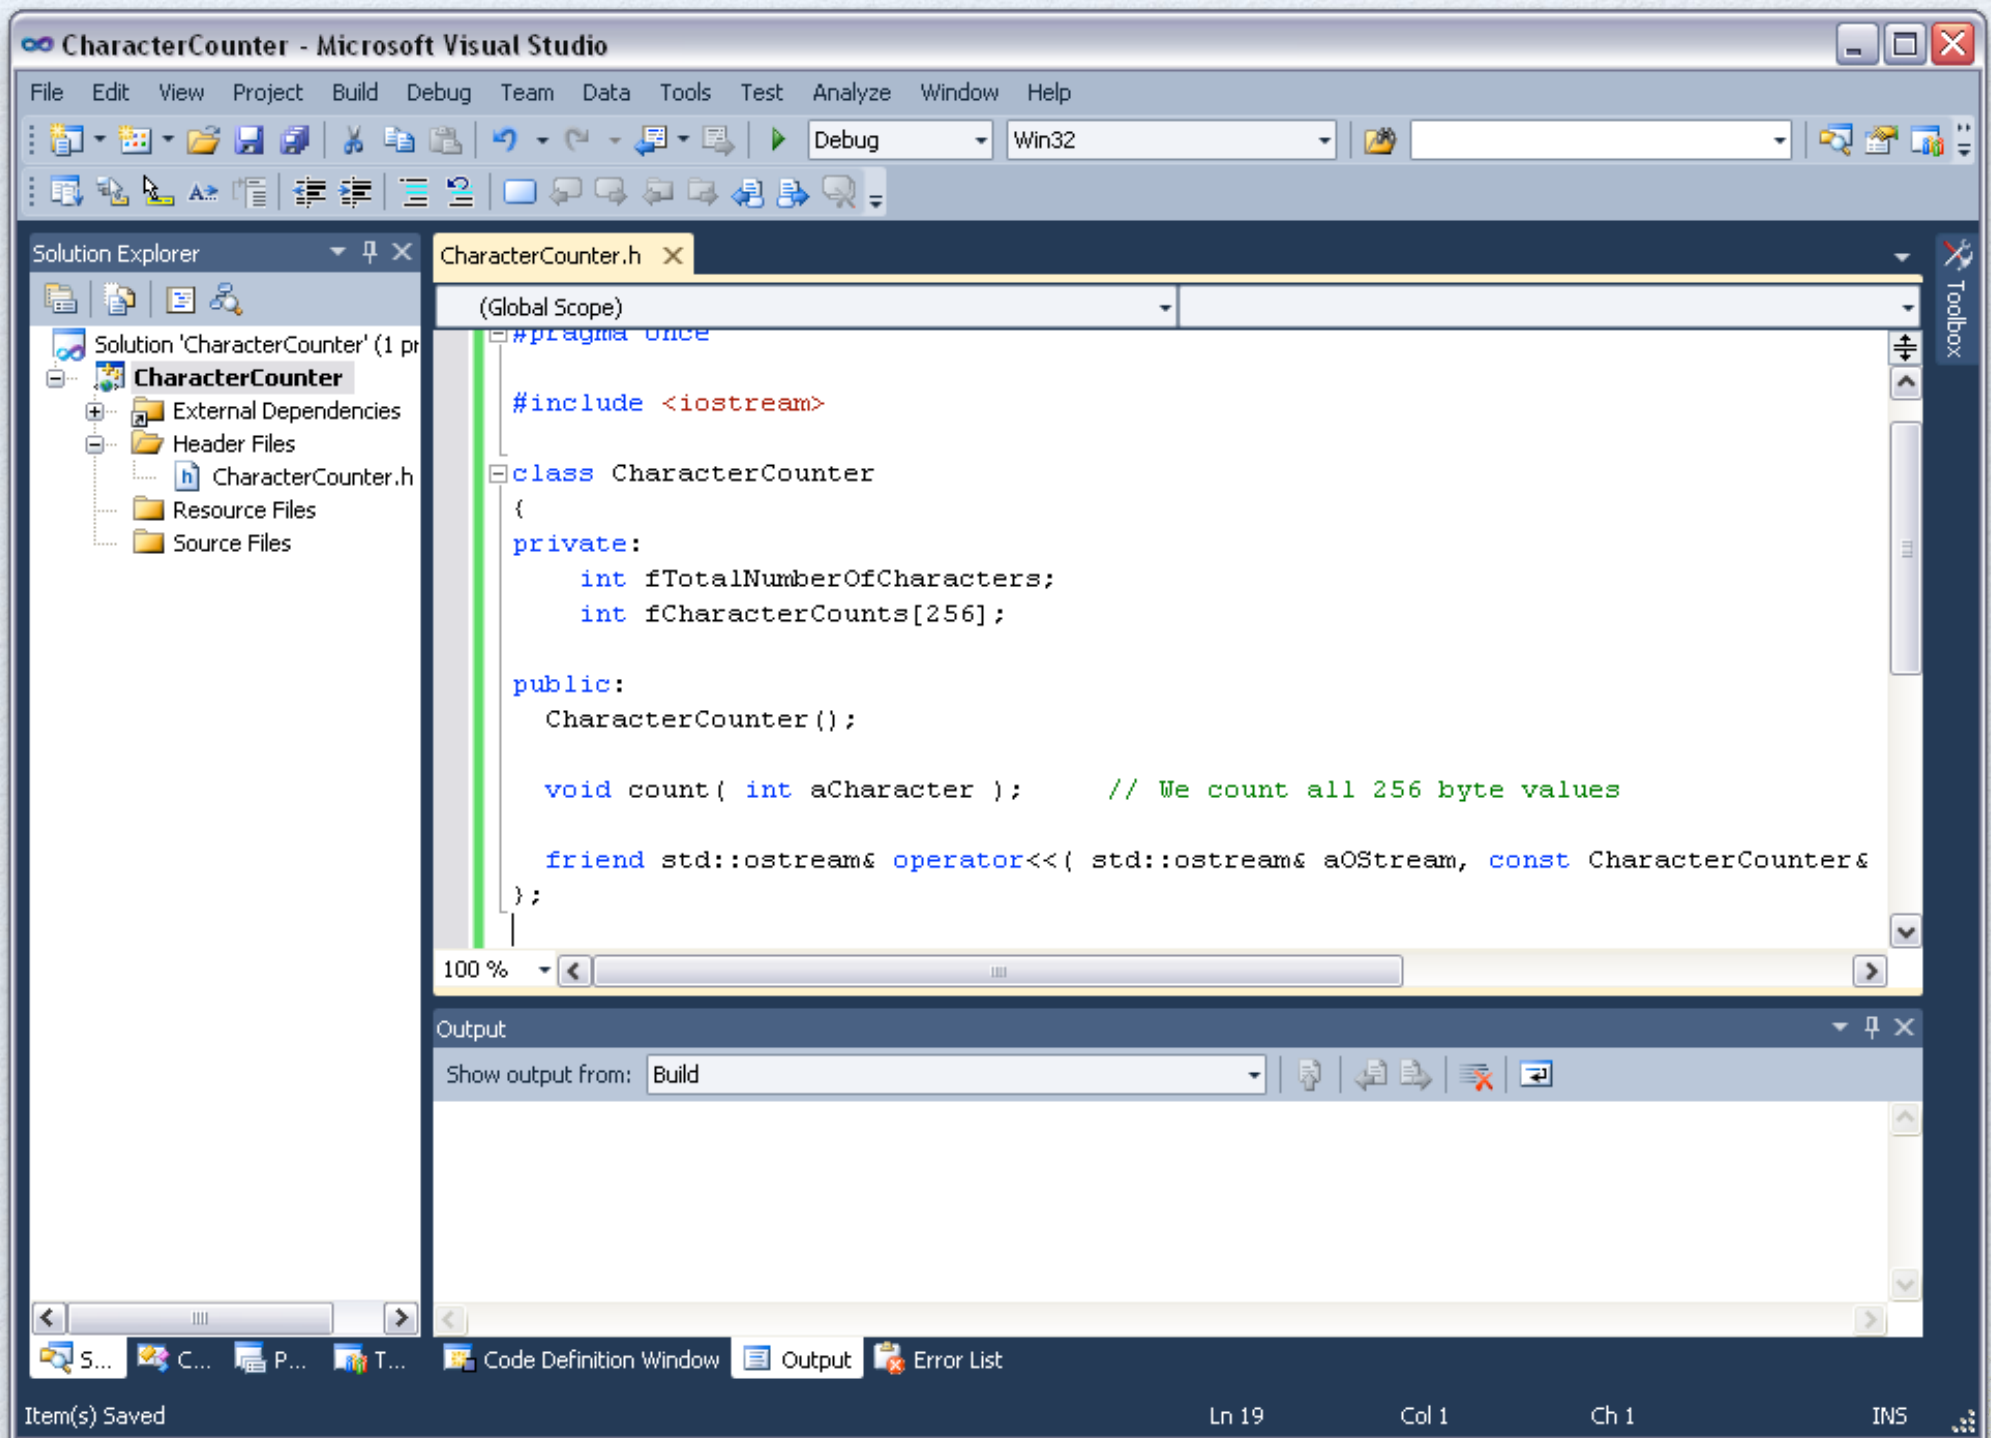 CharacterCounter - Microsoft Visual Studio
File Edit View Project Build Debug Team Data Tools Test Analyze Window Help
Debug Win32
Solution Explorer
Solution 'CharacterCounter' (1 pr
CharacterCounter
External Dependencies
Header Files
CharacterCounter.h
Resource Files
Source Files
CharacterCounter.h
(Global Scope)
#pragma once
#include <iostream>
class CharacterCounter
{
private:
int fTotalNumberOfCharacters;
int fCharacterCounts[256];
public:
CharacterCounter();
void count( int aCharacter ); // We count all 256 byte values
friend std::ostream& operator<<( std::ostream& aOStream, const CharacterCounter&
};
100 %
Toolbox
Output
Show output from: Build
S... C... P... T...
Code Definition Window Output Error List
Item(s) Saved Ln 19 Col 1 Ch 1 INS